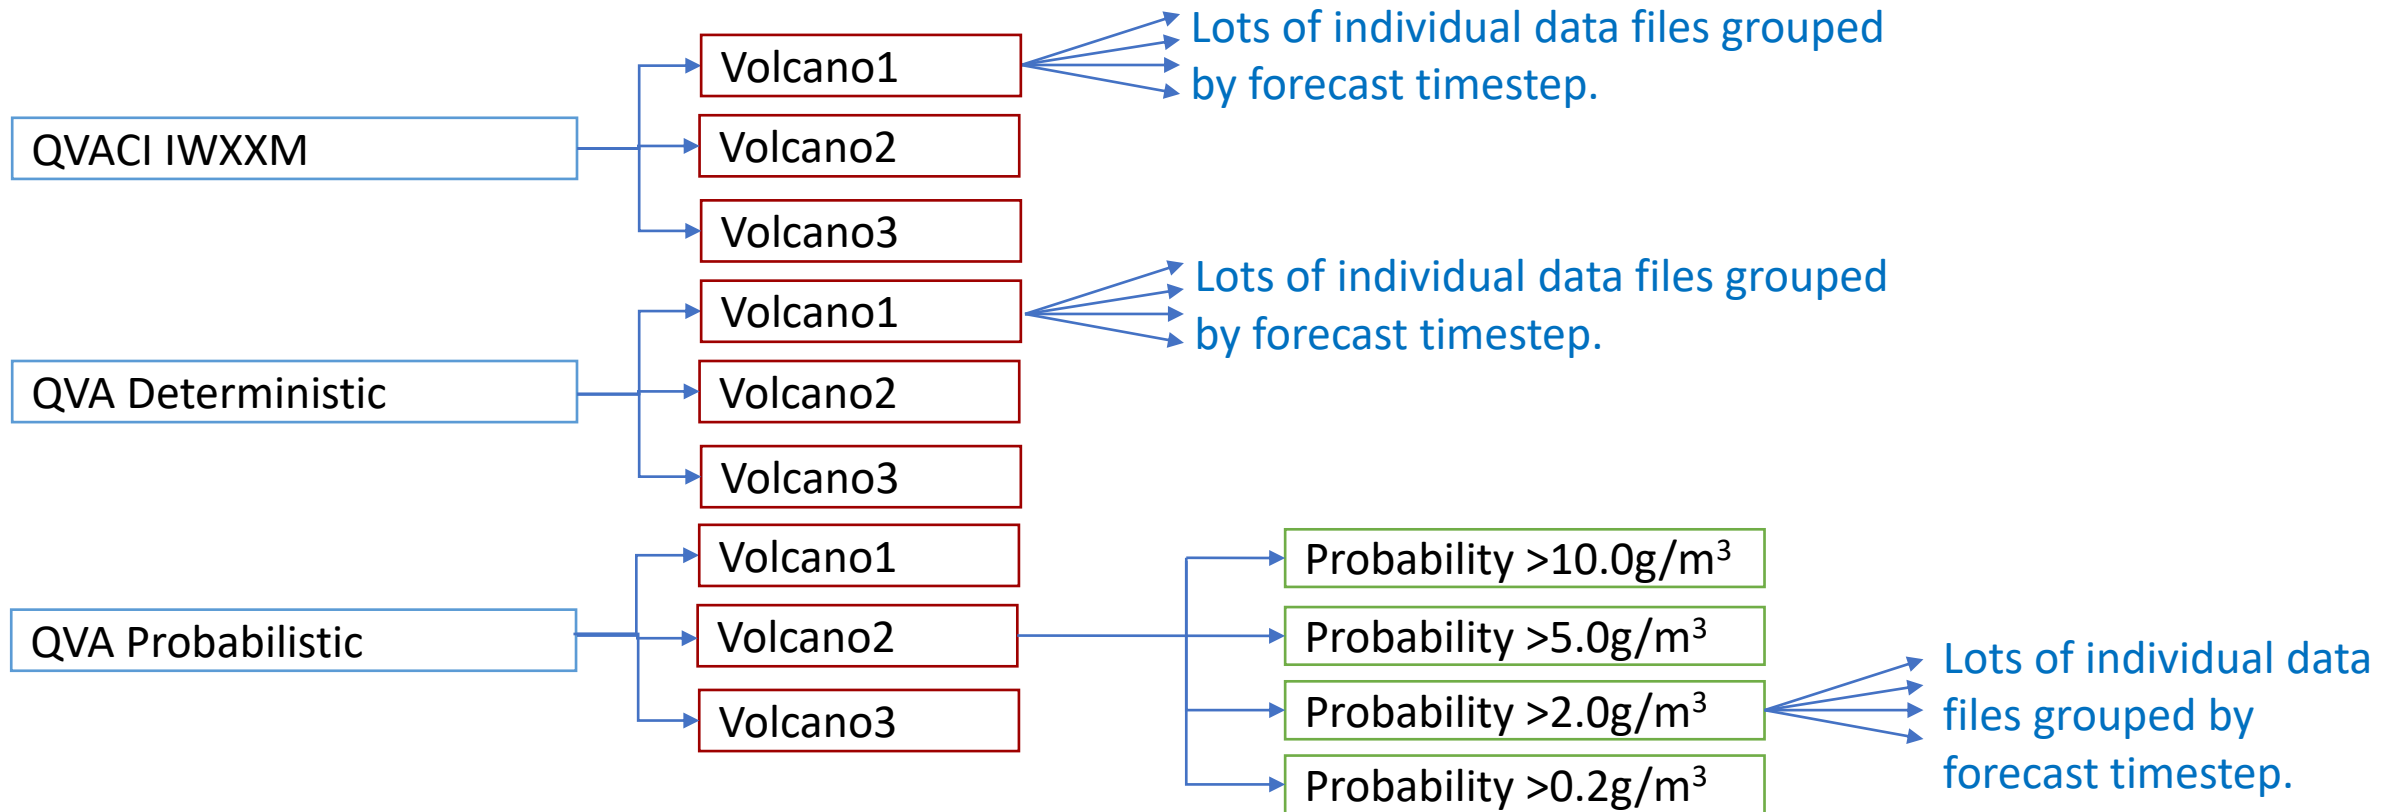 Lots of individual data files grouped
by forecast timestep.
Volcano1
QVACI IWXXM
Volcano2
Volcano3
Lots of individual data files grouped
by forecast timestep.
Volcano1
QVA Deterministic
Volcano2
Volcano3
Volcano1
Probability >10.0g/m³
QVA Probabilistic
Volcano2
Probability >5.0g/m³
Volcano3
Probability >2.0g/m³
Lots of individual data
files grouped by
forecast timestep.
Probability >0.2g/m³